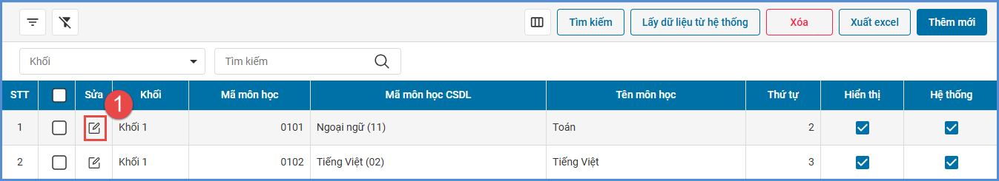 Tìm kiếm Lấy dữ liệu từ hệ thống Xóa Xuất excel Thêm mới
Khối Tìm kiếm
STT Sửa Khối Mã môn học Mã môn học CSDL Tên môn học Thứ tự Hiển thị Hệ thống
1
1 Khối 1 0101 Ngoại ngữ (11) Toán 2
2 Khối 1 0102 Tiếng Việt (02) Tiếng Việt 3